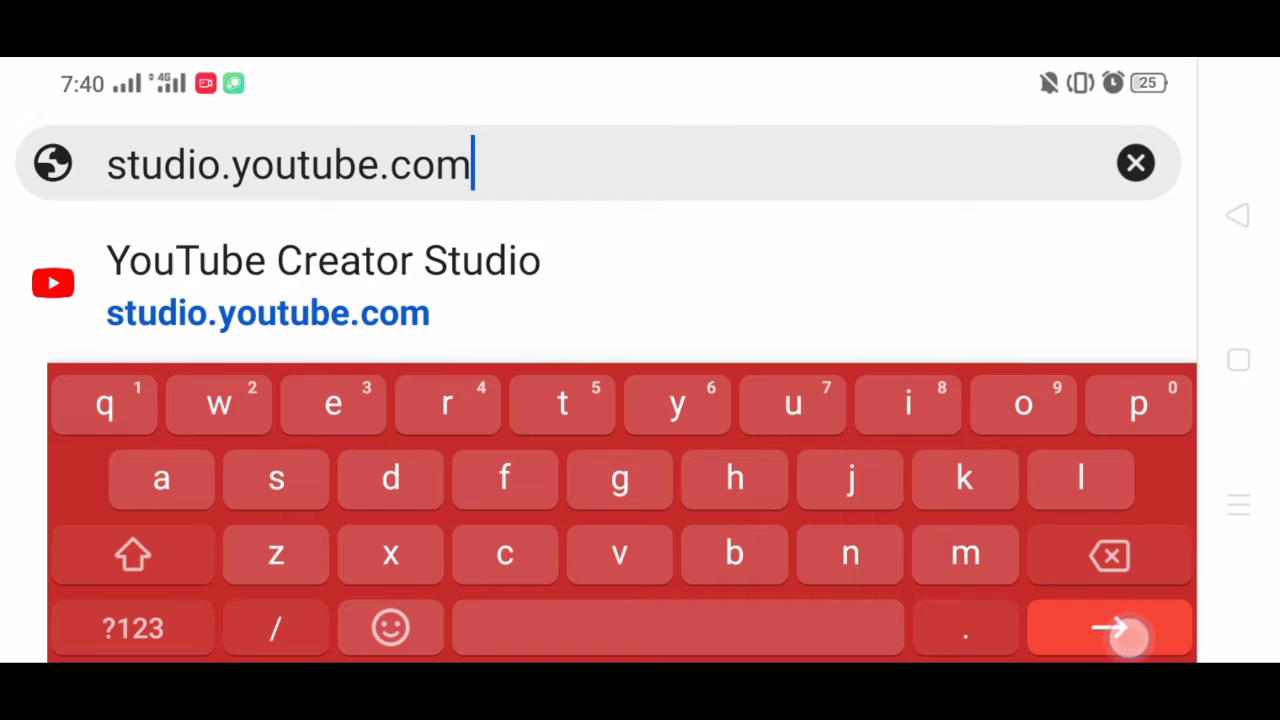 7:40 4G 25
studio.youtube.com
YouTube Creator Studio
studio.youtube.com
q 1 w 2 e 3 r 4 t 5 y 6 u 7 i 8 o 9 p 0
a s d f g h j k l
z x c v b n m
?123 / .